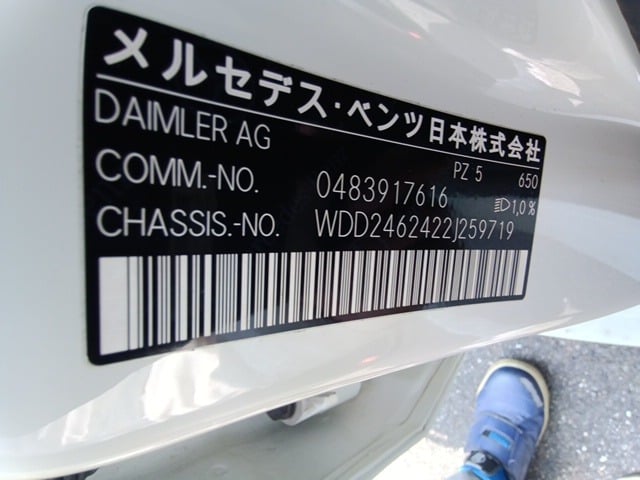 メルセデス・ベンツ日本株式会社
DAIMLER AG
PZ 5 650
COMM.-NO. 0483917616 1,0%
CHASSIS.-NO. WDD2462422J259719